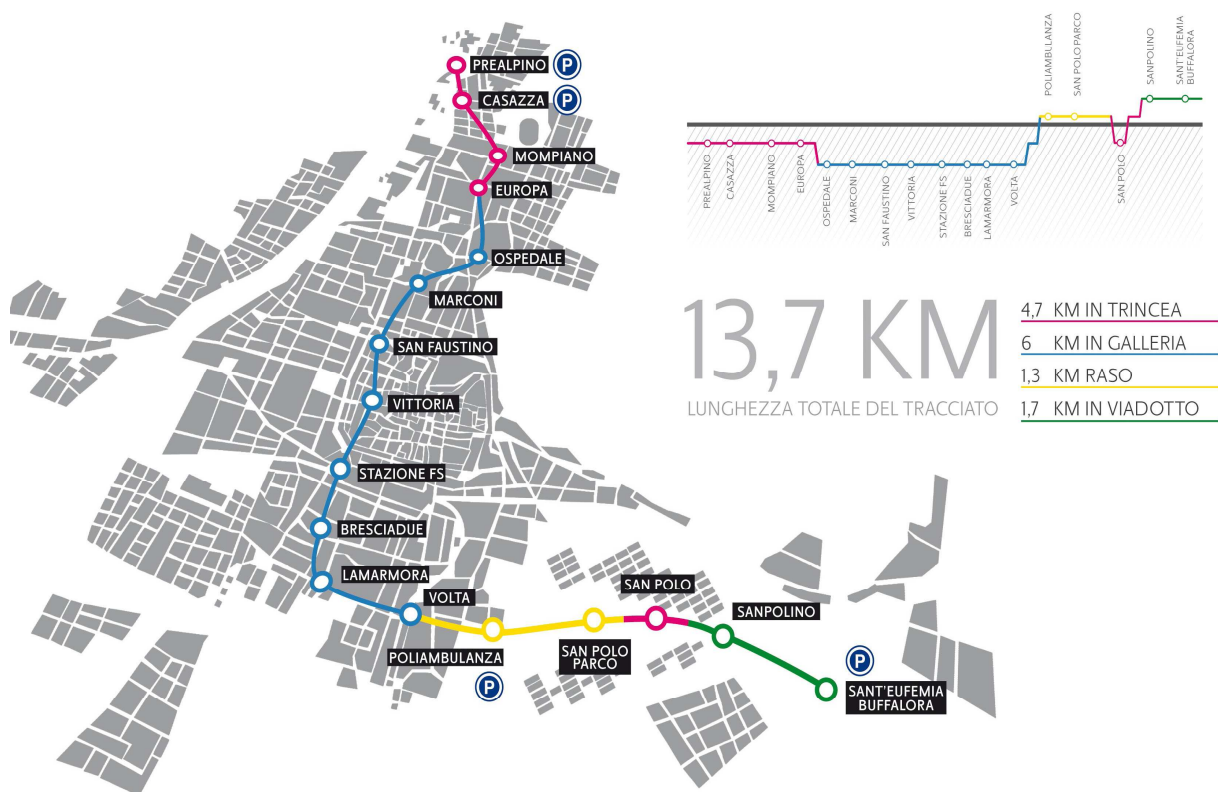 PREALPINO P
CASAZZA P
MOMPIANO
EUROPA
OSPEDALE
MARCONI
SAN FAUSTINO
VITTORIA
STAZIONE FS
BRESCIADUE
LAMARMORA
VOLTA
POLIAMBULANZA
P
SAN POLO
PARCO
SAN POLO
SANPOLINO
P
SANT'EUFEMIA
BUFFALORA
PREALPINO
CASAZZA
MOMPIANO
EUROPA
OSPEDALE
MARCONI
SAN FAUSTINO
VITTORIA
STAZIONE FS
BRESCIADUE
LAMARMORA
VOLTA
POLIAMBULLANZA
SAN POLO PARCO
SAN POLO
SANPOLINO
SANT'EUFEMIA
BUFFALORA
13,7 KM
LUNGHEZZA TOTALE DEL TRACCIATO
4,7 KM IN TRINCEA
6 KM IN GALLERIA
1,3 KM RASO
1,7 KM IN VIADOTTO